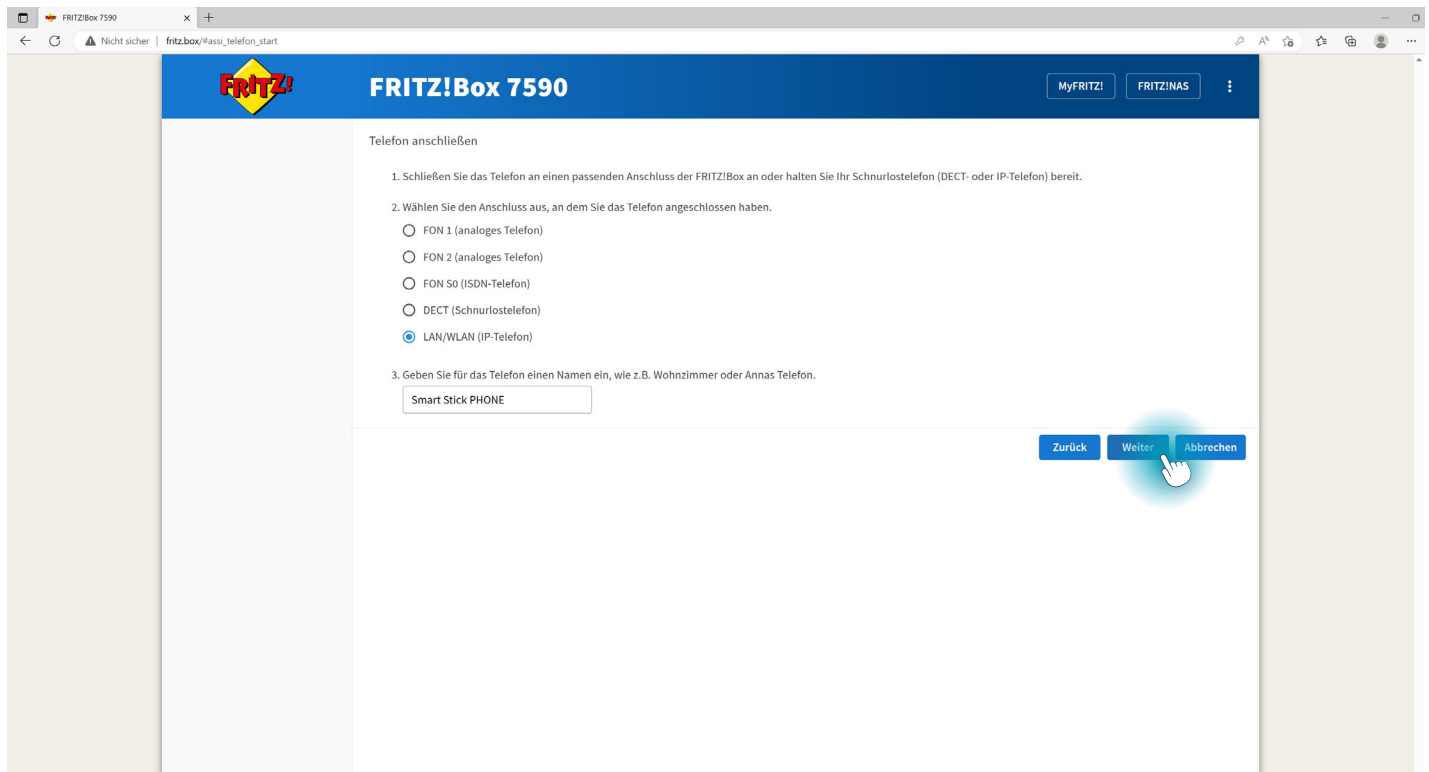 FRITZ!Box 7590
Nicht sicher | fritz.box/#assi_telefon_start
FRITZ!
FRITZ!Box 7590
MyFRITZ!
FRITZ!NAS
Telefon anschließen
1. Schließen Sie das Telefon an einen passenden Anschluss der FRITZ!Box an oder halten Sie Ihr Schnurlostelefon (DECT- oder IP-Telefon) bereit.
2. Wählen Sie den Anschluss aus, an dem Sie das Telefon angeschlossen haben.
FON 1 (analoges Telefon)
FON 2 (analoges Telefon)
FON S0 (ISDN-Telefon)
DECT (Schnurlostelefon)
LAN/WLAN (IP-Telefon)
3. Geben Sie für das Telefon einen Namen ein, wie z.B. Wohnzimmer oder Annas Telefon.
Smart Stick PHONE
Zurück
Weiter
Abbrechen